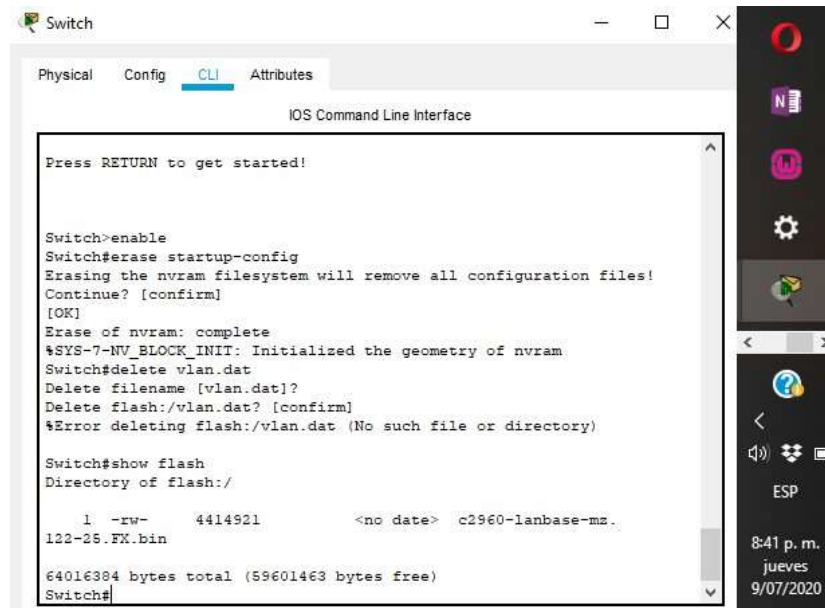 Switch
Physical Config CLI Attributes
IOS Command Line Interface
Press RETURN to get started!
Switch>enable
Switch#erase startup-config
Erasing the nvram filesystem will remove all configuration files!
Continue? [confirm]
[OK]
Erase of nvram: complete
%SYS-7-NV_BLOCK_INIT: Initialized the geometry of nvram
Switch#delete vlan.dat
Delete filename [vlan.dat]?
Delete flash:/vlan.dat? [confirm]
%Error deleting flash:/vlan.dat (No such file or directory)
Switch#show flash
Directory of flash:/
1 -rw- 4414921 <no date> c2960-lanbase-mz.
122-25.FX.bin
64016384 bytes total (59601463 bytes free)
Switch#
N
ESP
8:41 p. m.
jueves
9/07/2020